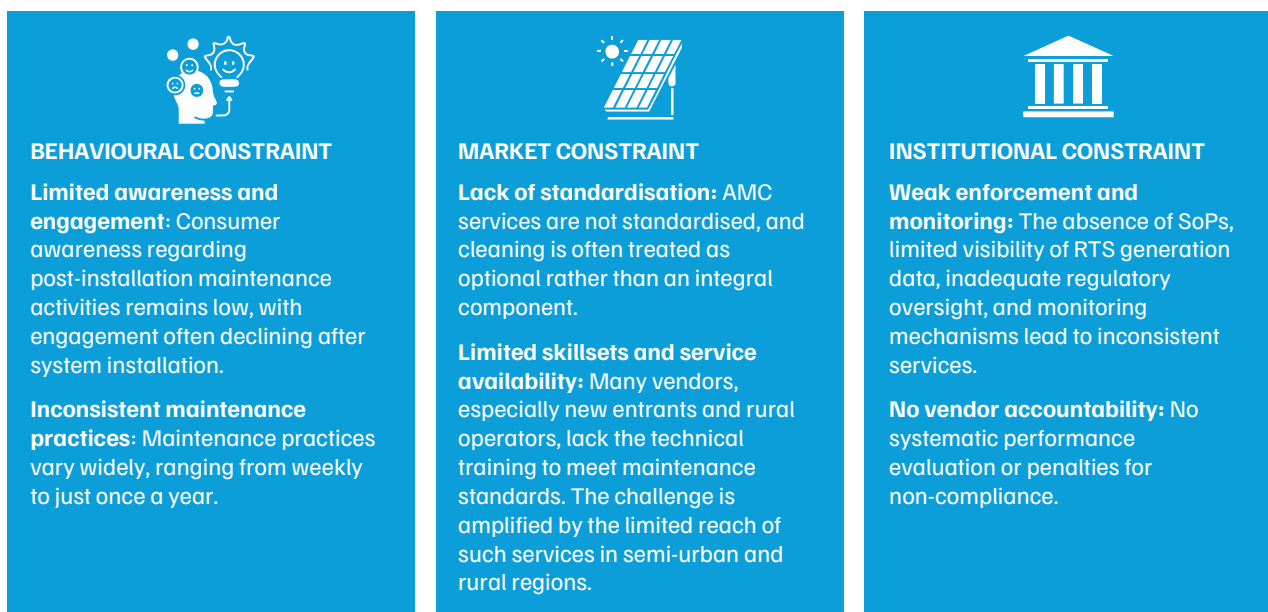 BEHAVIOURAL CONSTRAINT
Limited awareness and
engagement: Consumer
awareness regarding
post-installation maintenance
activities remains low, with
engagement often declining after
system installation.
Inconsistent maintenance
practices: Maintenance practices
vary widely, ranging from weekly
to just once a year.
MARKET CONSTRAINT
Lack of standardisation: AMC
services are not standardised, and
cleaning is often treated as
optional rather than an integral
component.
Limited skillsets and service
availability: Many vendors,
especially new entrants and rural
operators, lack the technical
training to meet maintenance
standards. The challenge is
amplified by the limited reach of
such services in semi-urban and
rural regions.
INSTITUTIONAL CONSTRAINT
Weak enforcement and
monitoring: The absence of SoPs,
limited visibility of RTS generation
data, inadequate regulatory
oversight, and monitoring
mechanisms lead to inconsistent
services.
No vendor accountability: No
systematic performance
evaluation or penalties for
non-compliance.